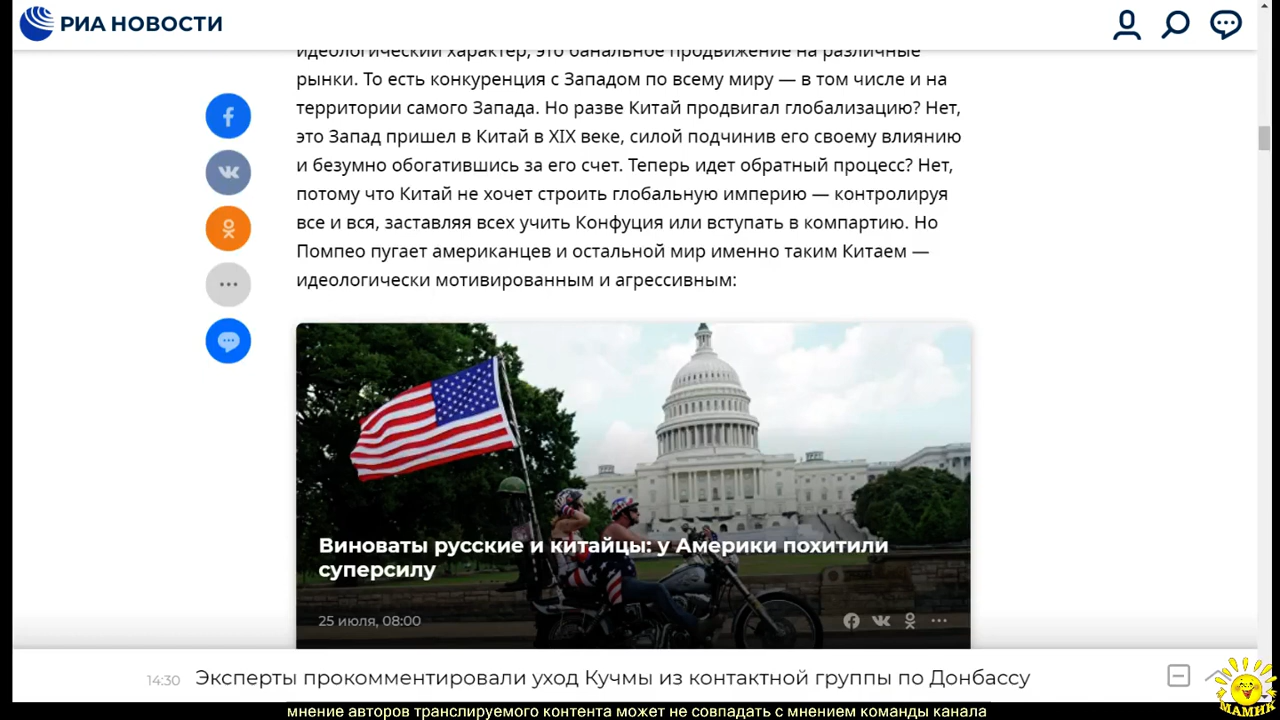 РИА НОВОСТИ
идеологический характер, это банальное продвижение на различные
рынки. То есть конкуренция с Западом по всему миру — в том числе и на
территории самого Запада. Но разве Китай продвигал глобализацию? Нет,
это Запад пришел в Китай в XIX веке, силой подчинив его своему влиянию
и безумно обогатившись за его счет. Теперь идет обратный процесс? Нет,
потому что Китай не хочет строить глобальную империю — контролируя
все и вся, заставляя всех учить Конфуция или вступать в компартию. Но
Помпео пугает американцев и остальной мир именно таким Китаем —
идеологически мотивированным и агрессивным:
Виноваты русские и китайцы: у Америки похитили
суперсилу
25 июля, 08:00
14:30 Эксперты прокомментировали уход Кучмы из контактной группы по Донбассу
МАМИК
мнение авторов транслируемого контента может не совпадать с мнением команды канала